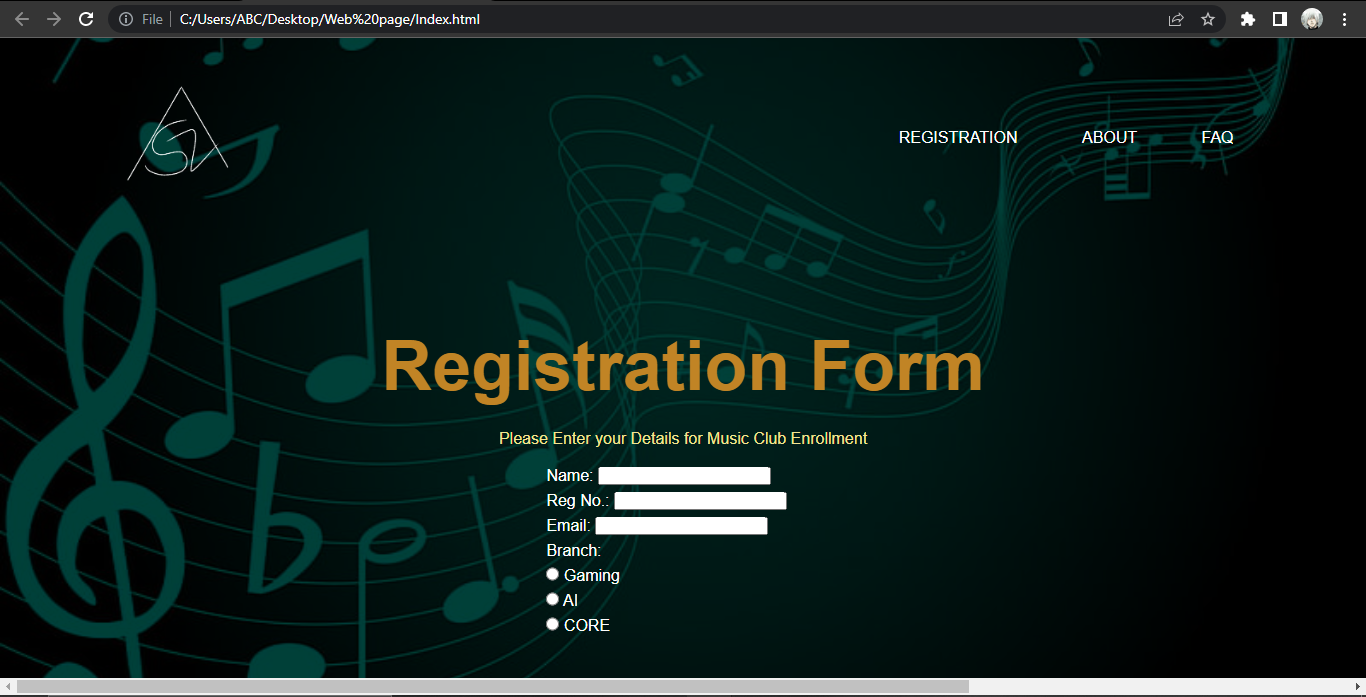 File | C:/Users/ABC/Desktop/Web%20page/Index.html
REGISTRATION ABOUT FAQ
Registration Form
Please Enter your Details for Music Club Enrollment
Name:
Reg No.:
Email:
Branch:
Gaming
AI
CORE